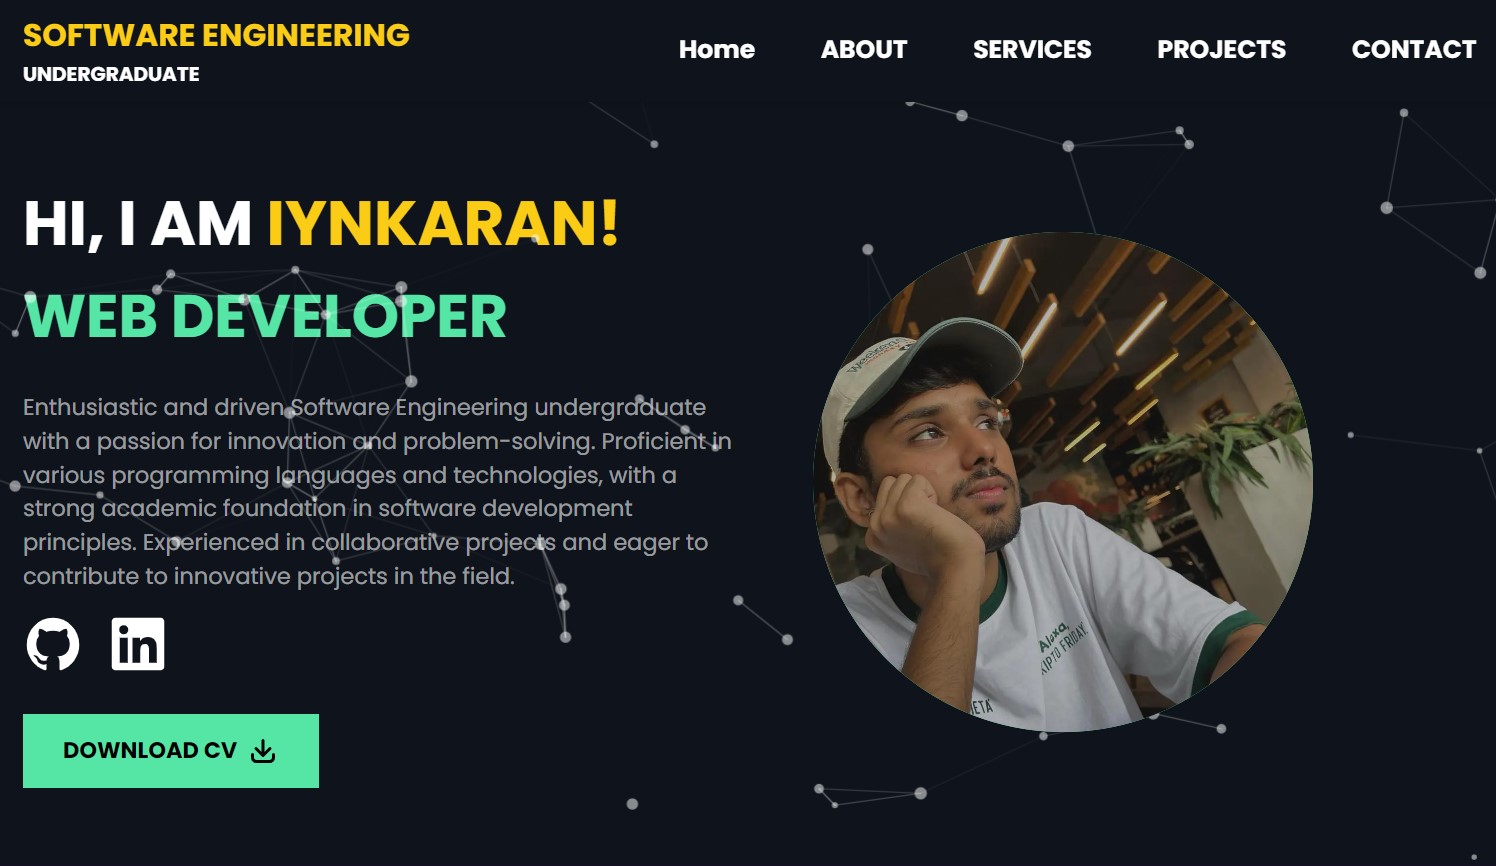 SOFTWARE ENGINEERING
UNDERGRADUATE
Home ABOUT SERVICES PROJECTS CONTACT
HI, I AM IYNKARAN!
WEB DEVELOPER
Enthusiastic and driven Software Engineering undergraduate
with a passion for innovation and problem-solving. Proficient in
various programming languages and technologies, with a
strong academic foundation in software development
principles. Experienced in collaborative projects and eager to
contribute to innovative projects in the field.
in
DOWNLOAD CV
Alexa,
FRIDAY.